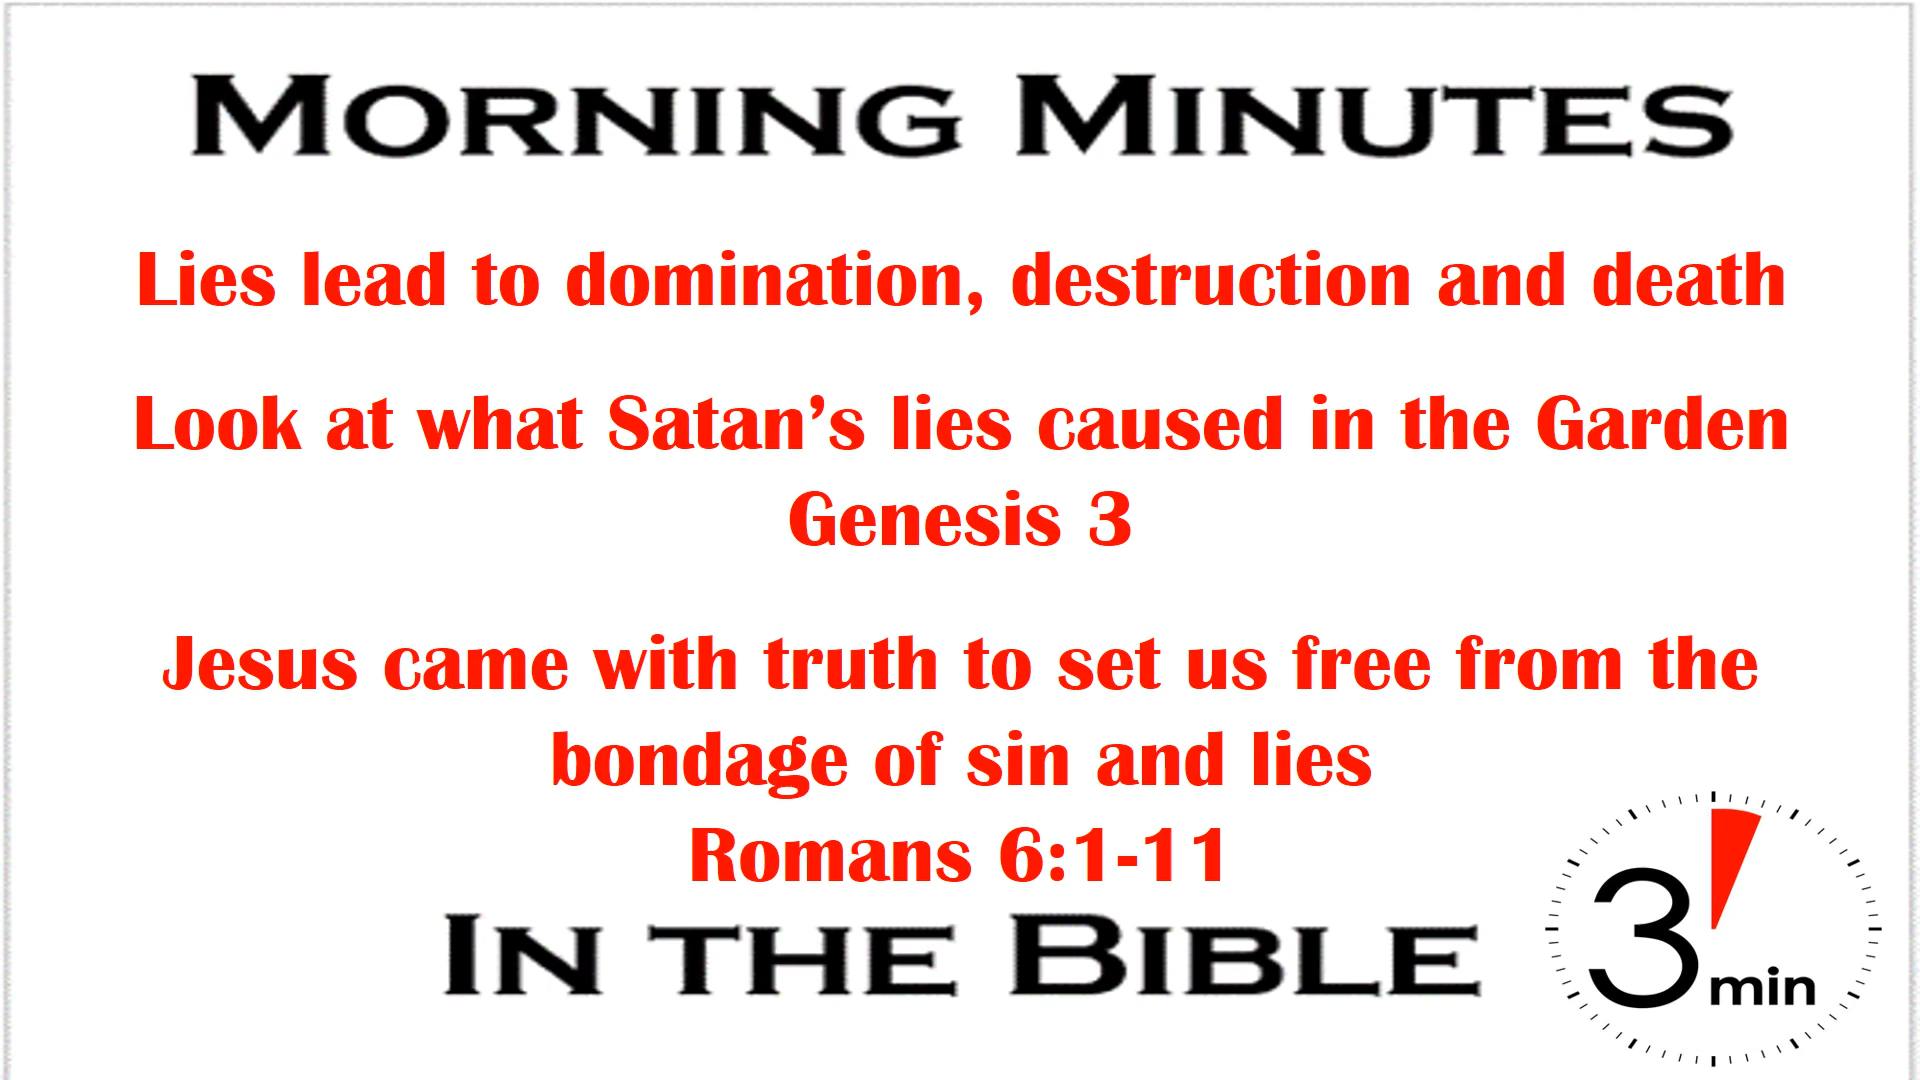 MORNING MINUTES
Lies lead to domination, destruction and death
Look at what Satan’s lies caused in the Garden
Genesis 3
Jesus came with truth to set us free from the
bondage of sin and lies
Romans 6:1-11
IN THE BIBLE
3 min